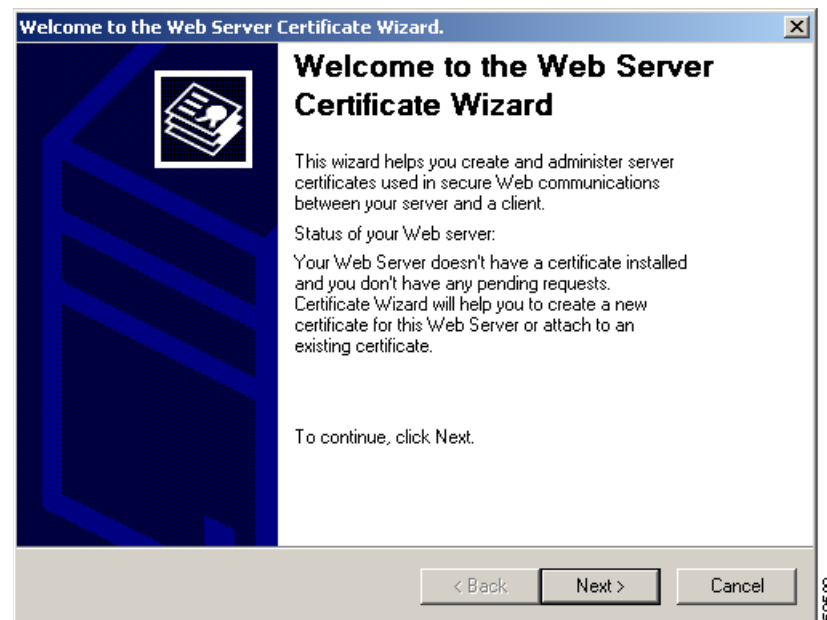 Welcome to the Web Server Certificate Wizard.
Welcome to the Web Server
Certificate Wizard
This wizard helps you create and administer server
certificates used in secure Web communications
between your server and a client.
Status of your Web server:
Your Web Server doesn't have a certificate installed
and you don't have any pending requests.
Certificate Wizard will help you to create a new
certificate for this Web Server or attach to an
existing certificate.
To continue, click Next.
< Back
Next >
Cancel